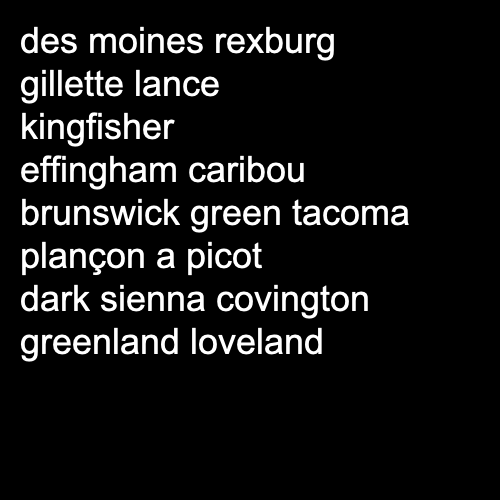 des moines rexburg
gillette lance
kingfisher
effingham caribou
brunswick green tacoma
plançon a picot
dark sienna covington
greenland loveland